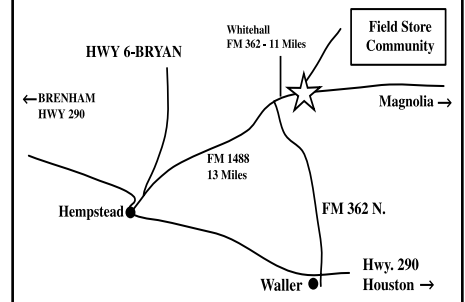 Whitehall
FM 362 - 11 Miles
Field Store
Community
HWY 6-BRYAN
←BRENHAM
HWY 290
Magnolia →
FM 1488
13 Miles
Hempstead
FM 362 N.
Hwy. 290
Houston →
Waller